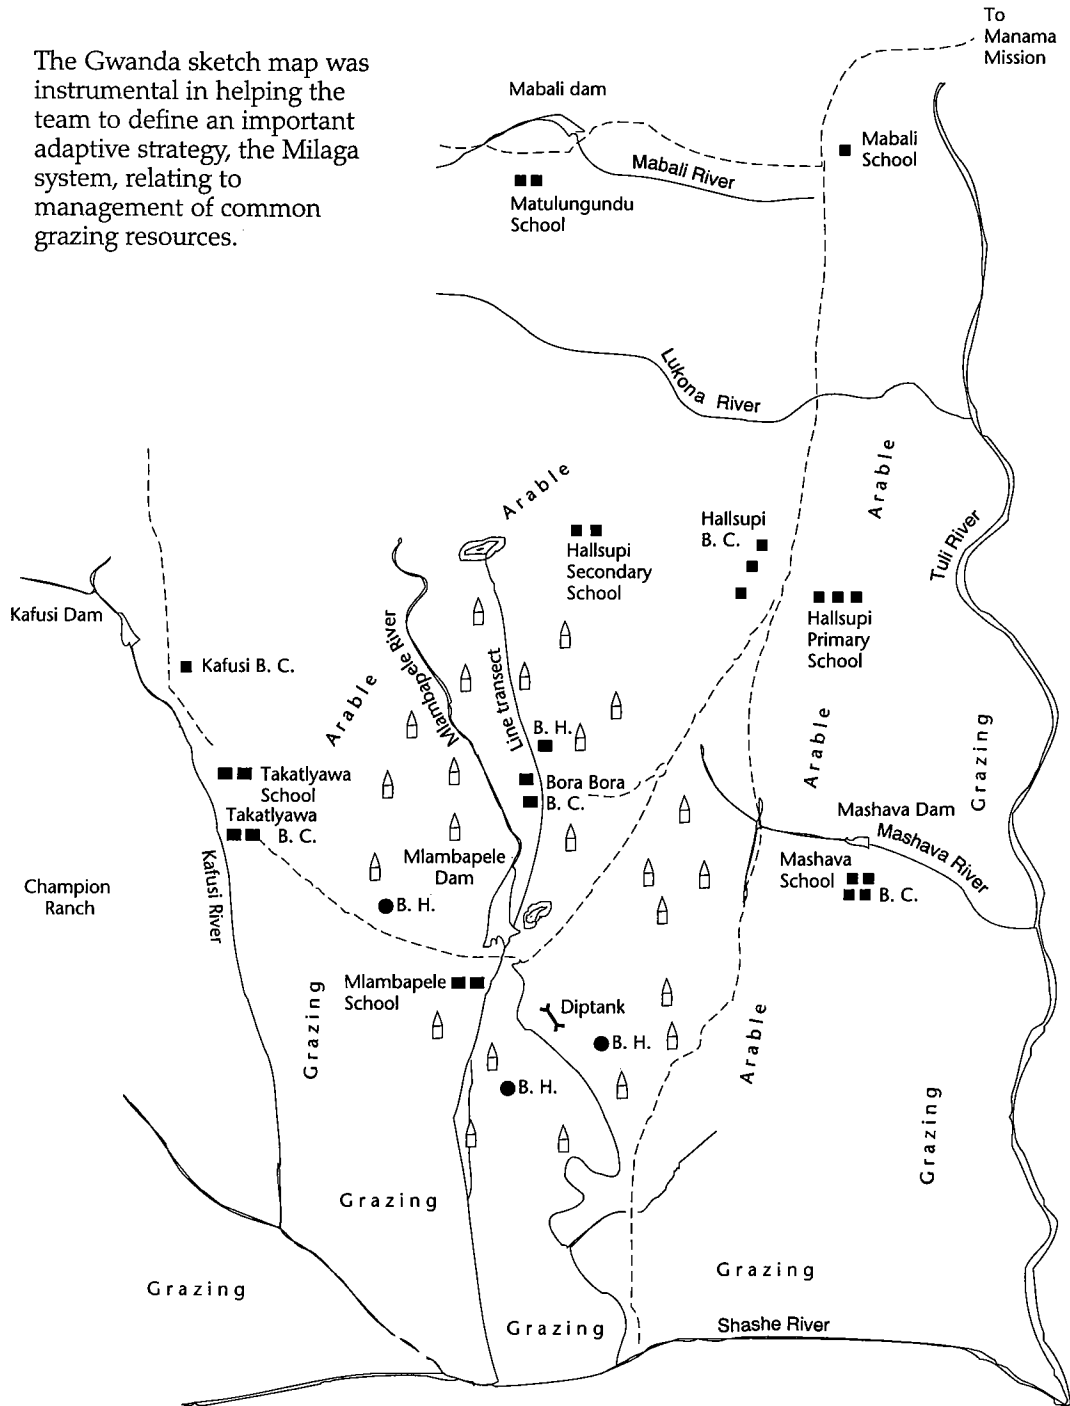 The Gwanda sketch map was
instrumental in helping the
team to define an important
adaptive strategy, the Milaga
system, relating to
management of common
grazing resources.
To
Manama
Mission
Mabali dam
Mabali
School
Mabali River
Matulungundu
School
Lukona River
Arable
Arable
Hallsupi
B. C.
Hallsupi
Secondary
School
Tuli River
Kafusi Dam
Hallsupi
Primary
School
Kafusi B. C.
Mlambapele River
Arable
Line transect
Arable
Grazing
B. H.
Takatlyawa
School
Bora Bora
B. C.
Takatlyawa
B. C.
Mashava Dam
Mashava River
Mlambapele
Dam
Mashava
School
B. C.
Kafusi River
Champion
Ranch
B. H.
Mlambapele
School
Grazing
Diptank
B. H.
Arable
B. H.
Grazing
Grazing
Grazing
Grazing
Grazing
Shashe River